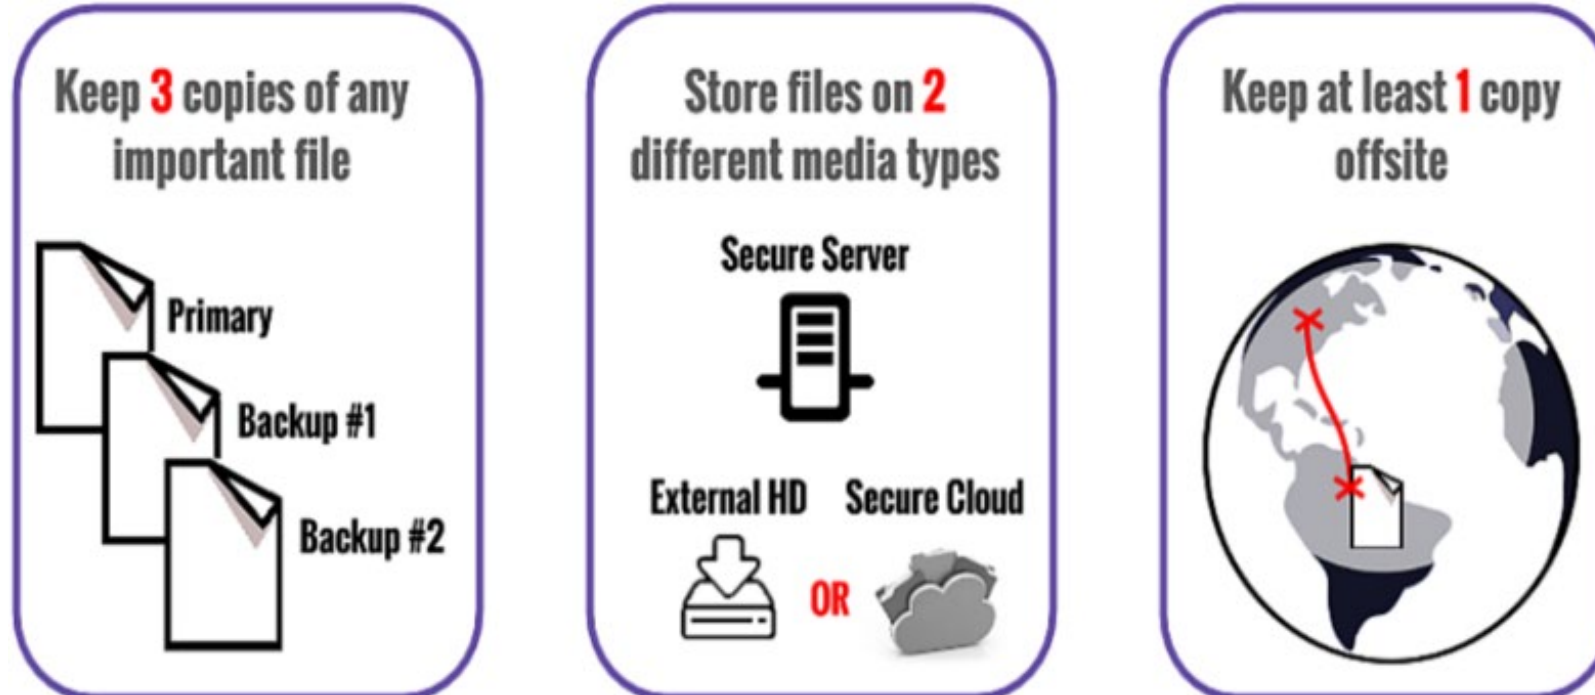 Keep 3 copies of any
important file
Primary
Backup #1
Backup #2
Store files on 2
different media types
Secure Server
External HD
Secure Cloud
OR
Keep at least 1 copy
offsite